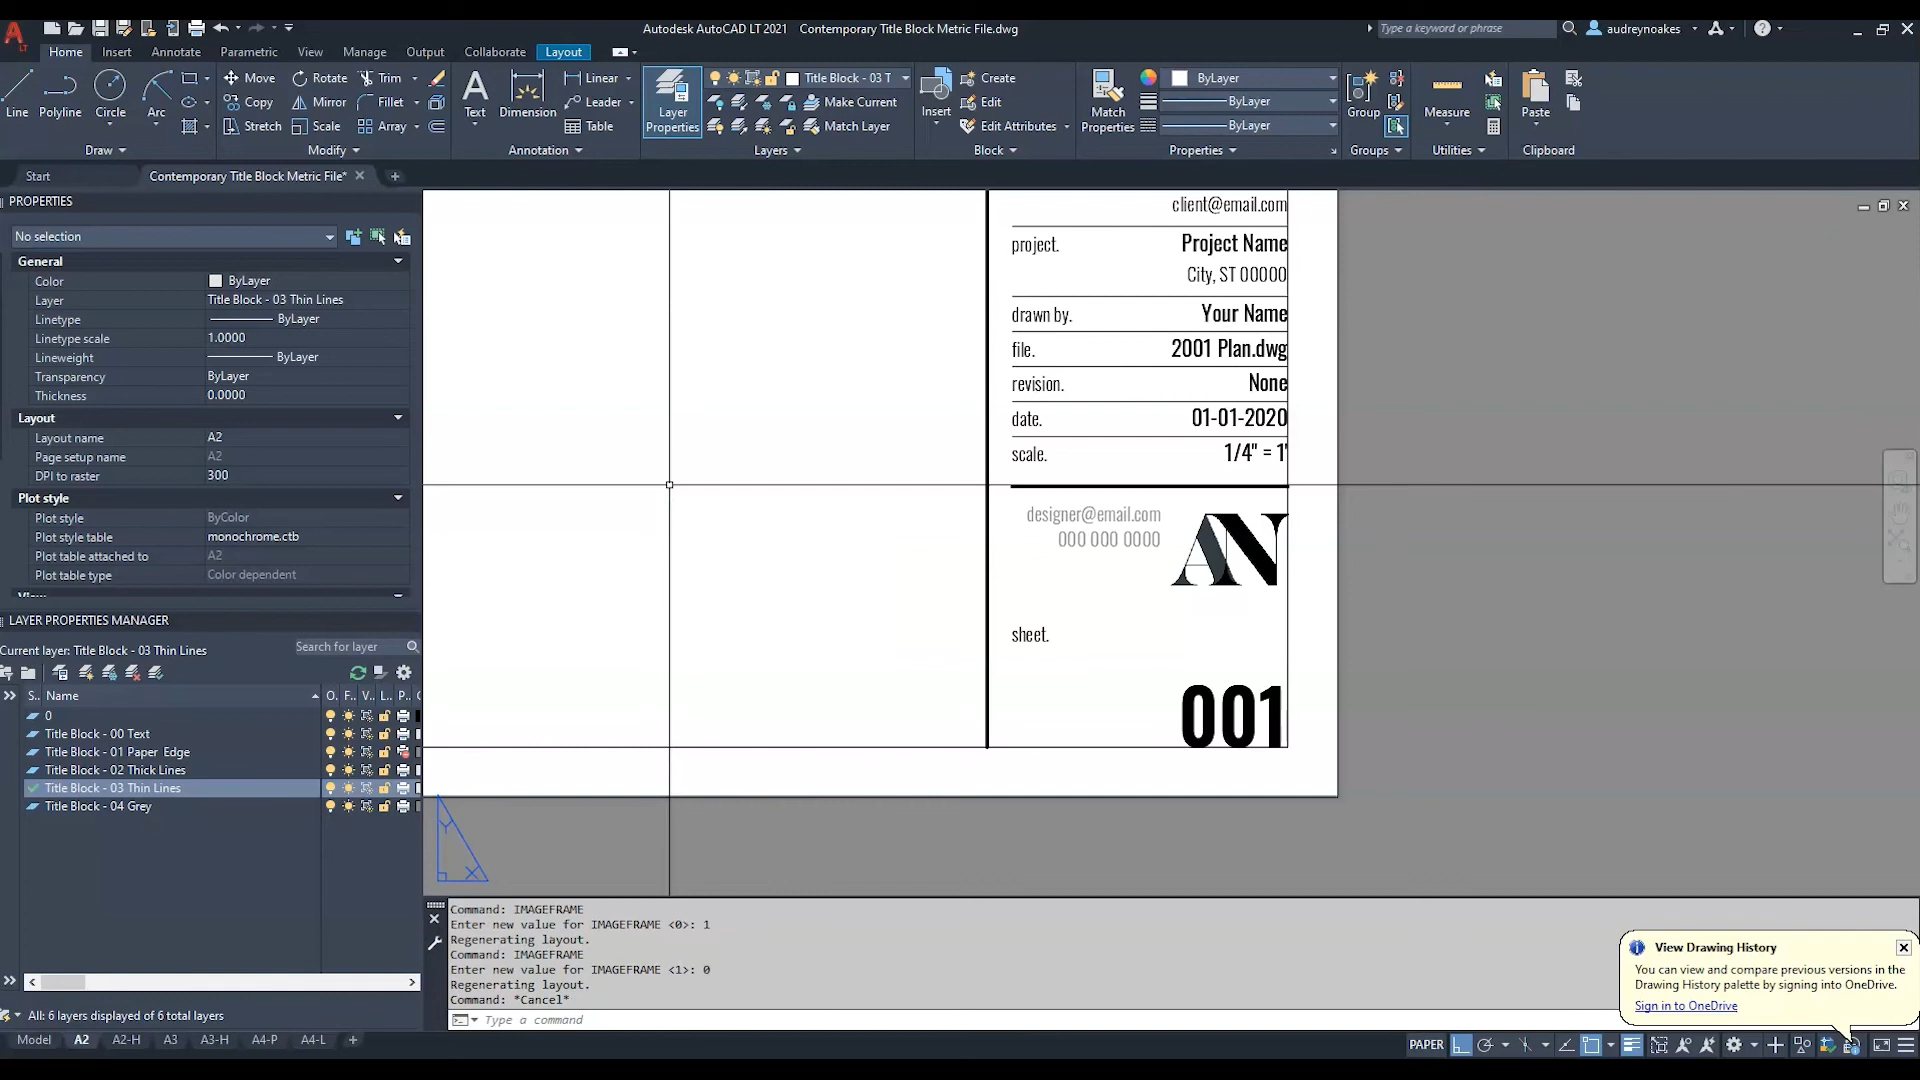 Autodesk AutoCAD LT 2021 Contemporary Title Block Metric File.dwg
Type a keyword or phrase
audreynoakes
Home Insert Annotate Parametric View Manage Output Collaborate Layout
Line Polyline Circle Arc
Move Rotate Trim
Copy Mirror Fillet
Stretch Scale Array
Text Dimension
Linear
Leader
Table
Layer Properties
Title Block - 03 T
Make Current
Match Layer
Insert
Create
Edit
Edit Attributes
Match Properties
ByLayer
ByLayer
ByLayer
Group
Measure
Paste
Draw Modify Annotation Layers Block Properties Groups Utilities Clipboard
Start Contemporary Title Block Metric File*
PROPERTIES
No selection
General
Color ByLayer
Layer Title Block - 03 Thin Lines
Linetype ByLayer
Linetype scale 1.0000
Lineweight ByLayer
Transparency ByLayer
Thickness 0.0000
Layout
Layout name A2
Page setup name A2
DPI to raster 300
Plot style
Plot style ByColor
Plot style table monochrome.ctb
Plot table attached to A2
Plot table type Color dependent
LAYER PROPERTIES MANAGER
Current layer: Title Block - 03 Thin Lines
Search for layer
S.. Name O. F.. V.. L.. P..
0
Title Block - 00 Text
Title Block - 01 Paper Edge
Title Block - 02 Thick Lines
Title Block - 03 Thin Lines
Title Block - 04 Grey
All: 6 layers displayed of 6 total layers
client@email.com
project. Project Name
City, ST 00000
drawn by. Your Name
file. 2001 Plan.dwg
revision. None
date. 01-01-2020
scale. 1/4" = 1'
designer@email.com
000 000 0000
AN
sheet.
001
Y
X
Command: IMAGEFRAME
Enter new value for IMAGEFRAME <0>: 1
Regenerating layout.
Command: IMAGEFRAME
Enter new value for IMAGEFRAME <1>: 0
Regenerating layout.
Command: *Cancel*
Type a command
View Drawing History
You can view and compare previous versions in the
Drawing History palette by signing into OneDrive.
Sign in to OneDrive
Model A2 A2-H A3 A3-H A4-P A4-L
PAPER